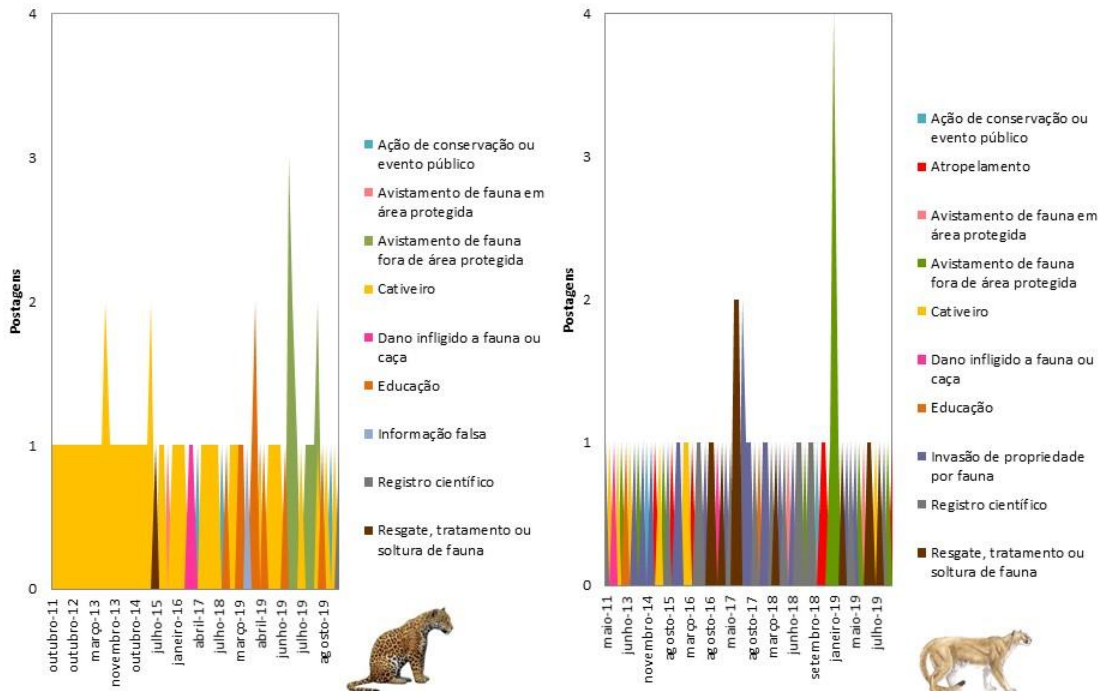 4
3
2
1
0
Postagens
outubro-11
outubro-12
março-13
novembro-13
outubro-14
julho-15
janeiro-16
abril-17
julho-18
março-19
abril-19
junho-19
julho-19
agosto-19
Ação de conservação ou
evento público
Avistamento de fauna em
área protegida
Avistamento de fauna
fora de área protegida
Cativeiro
Dano infligido a fauna ou
caça
Educação
Informação falsa
Registro científico
Resgate, tratamento ou
soltura de fauna
4
3
2
1
0
Postagens
maio-11
junho-13
novembro-14
agosto-15
março-16
agosto-16
maio-17
agosto-17
junho-18
setembro-18
janeiro-19
maio-19
julho-19
Ação de conservação ou
evento público
Atropelamento
Avistamento de fauna em
área protegida
Avistamento de fauna
fora de área protegida
Cativeiro
Dano infligido a fauna ou
caça
Educação
Invasão de propriedade
por fauna
Registro científico
Resgate, tratamento ou
soltura de fauna